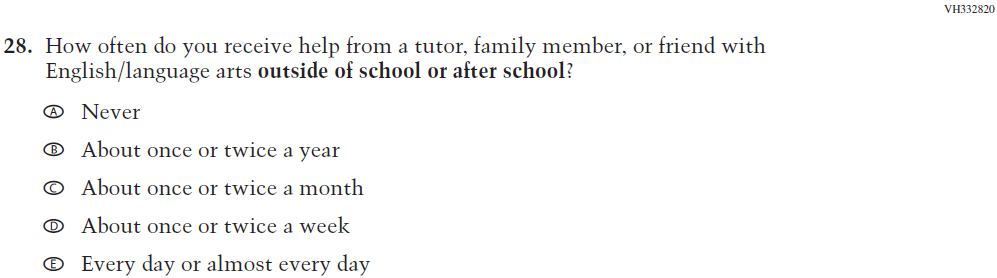 VH332820
28. How often do you receive help from a tutor, family member, or friend with
English/language arts outside of school or after school?
A Never
B About once or twice a year
C About once or twice a month
D About once or twice a week
E Every day or almost every day